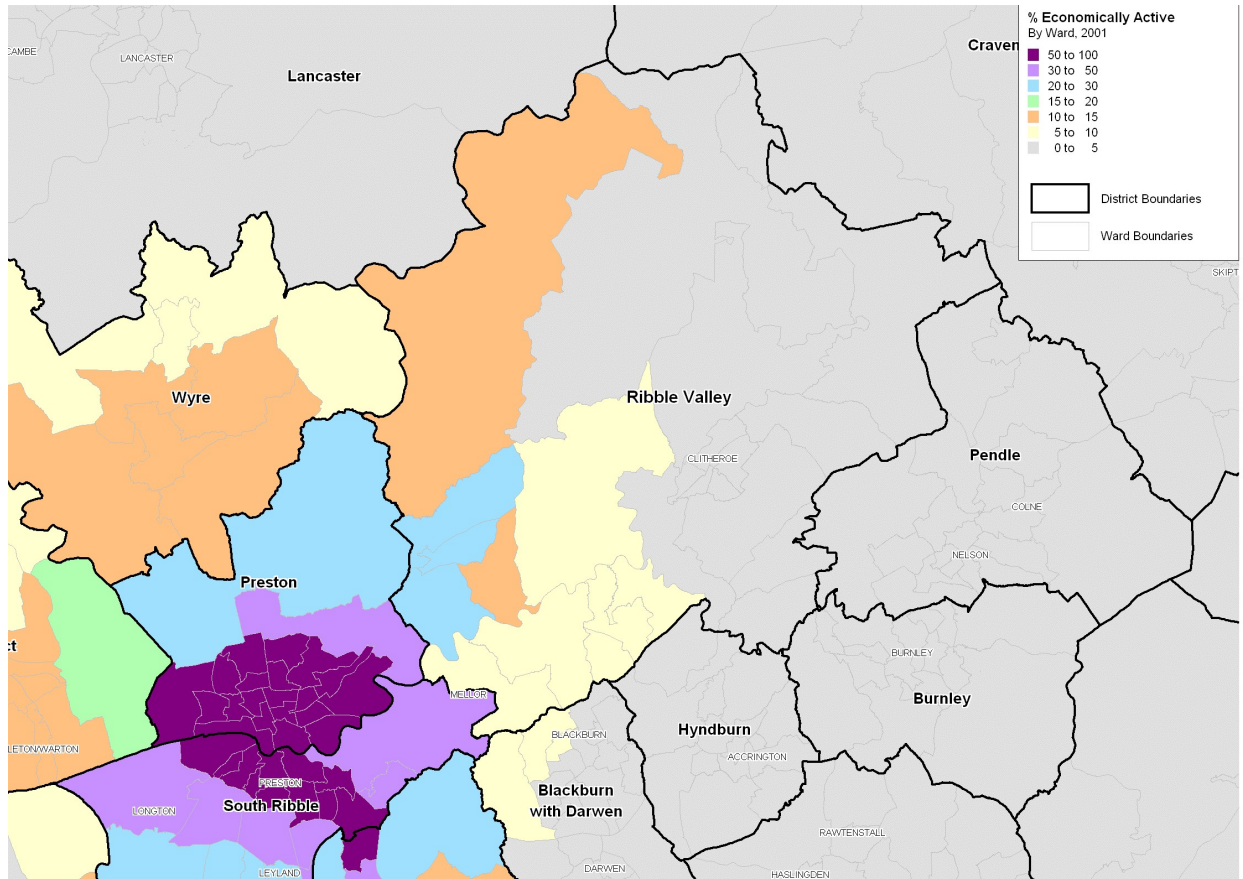 % Economically Active
By Ward, 2001
50 to 100
30 to 50
20 to 30
15 to 20
10 to 15
5 to 10
0 to 5
District Boundaries
Ward Boundaries
CAMBE
LANCASTER
Lancaster
Craven
SKIPT
Wyre
Ribble Valley
CLITHEROE
Pendle
COLNE
NELSON
Preston
ct
BURNLEY
Burnley
MELLOR
Hyndburn
ACCRINGTON
BLACKBURN
LETON/WARTON
PRESTON
South Ribble
LONGTON
Blackburn
with Darwen
RAWTENSTALL
LEYLAND
DARWEN
HASLINGDEN